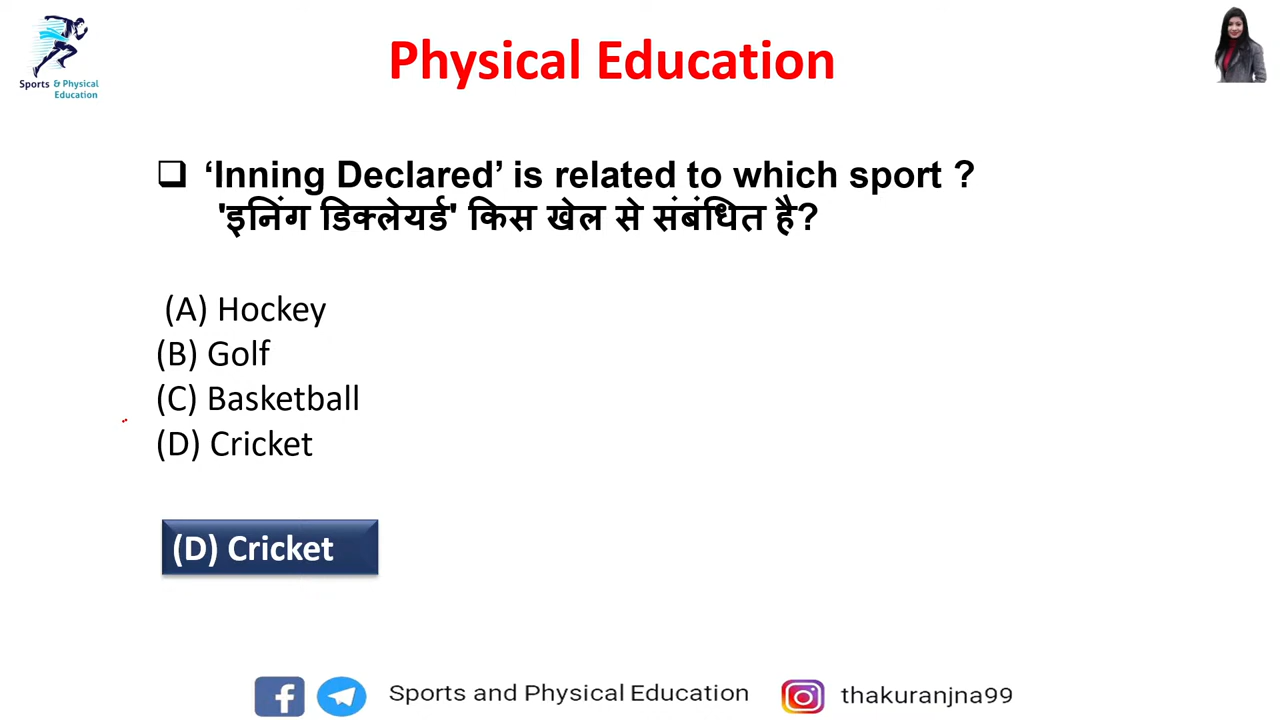 Sports & Physical
Education
Physical Education
‘Inning Declared’ is related to which sport ?
'इनिंग डिक्लेयर्ड' किस खेल से संबंधित है?
(A) Hockey
(B) Golf
(C) Basketball
(D) Cricket
(D) Cricket
Sports and Physical Education
thakuranjna99